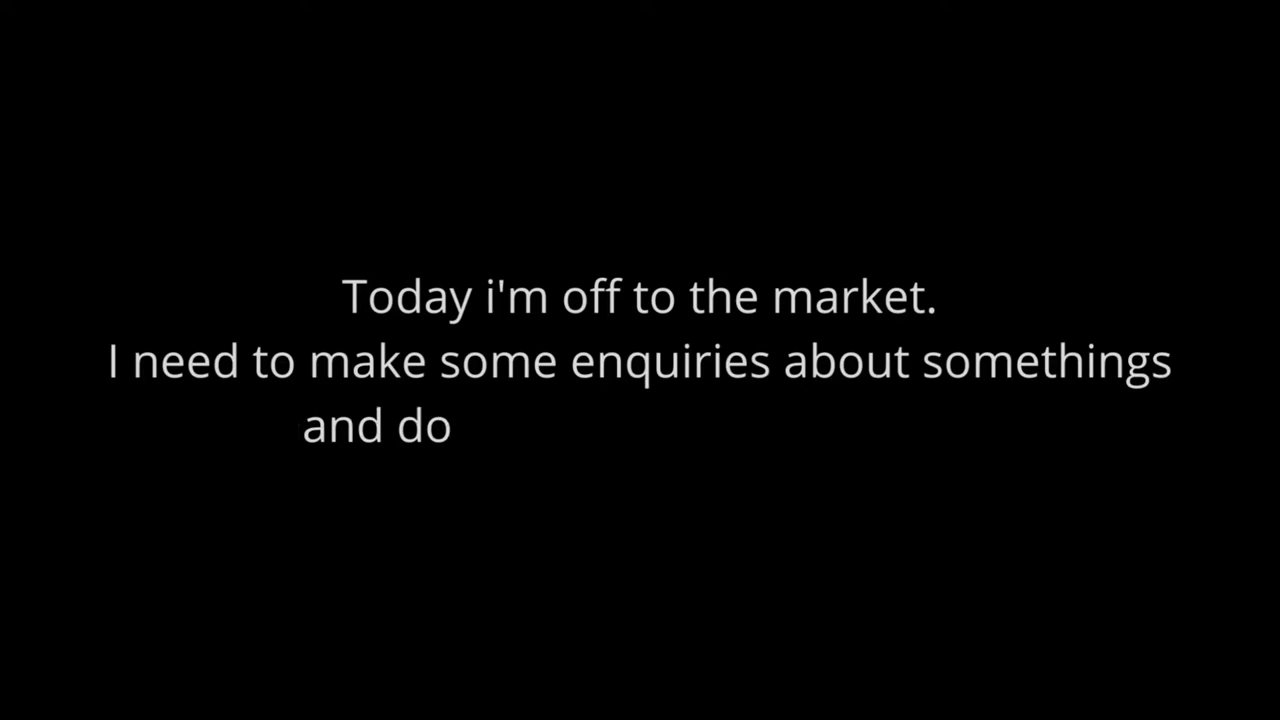 Today i'm off to the market.
I need to make some enquiries about somethings
and do